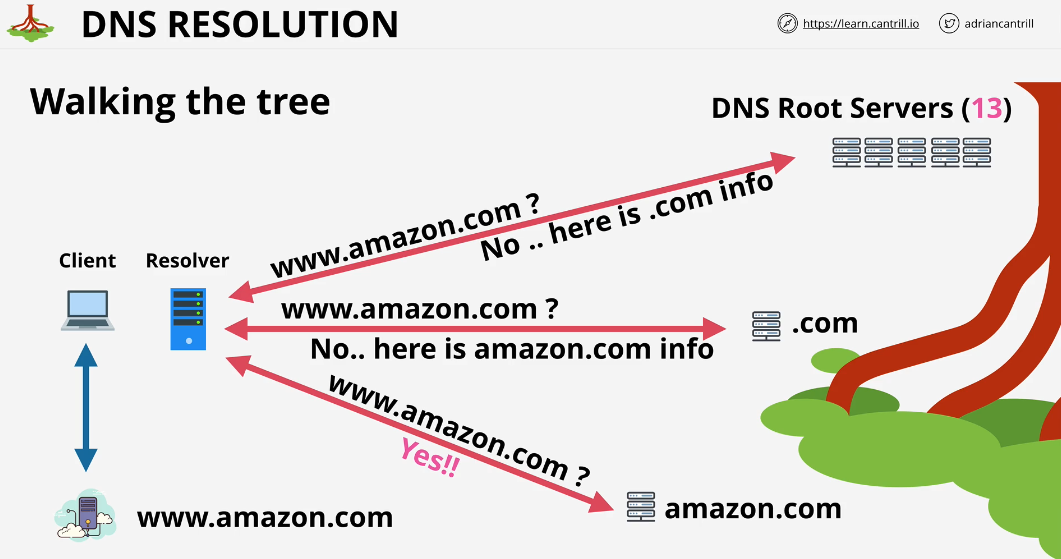 DNS RESOLUTION
https://learn.cantrill.io
adriancantrill
Walking the tree
DNS Root Servers (13)
www.amazon.com ?
No .. here is .com info
Client
Resolver
www.amazon.com ?
.com
No.. here is amazon.com info
www.amazon.com ?
Yes!!
amazon.com
www.amazon.com